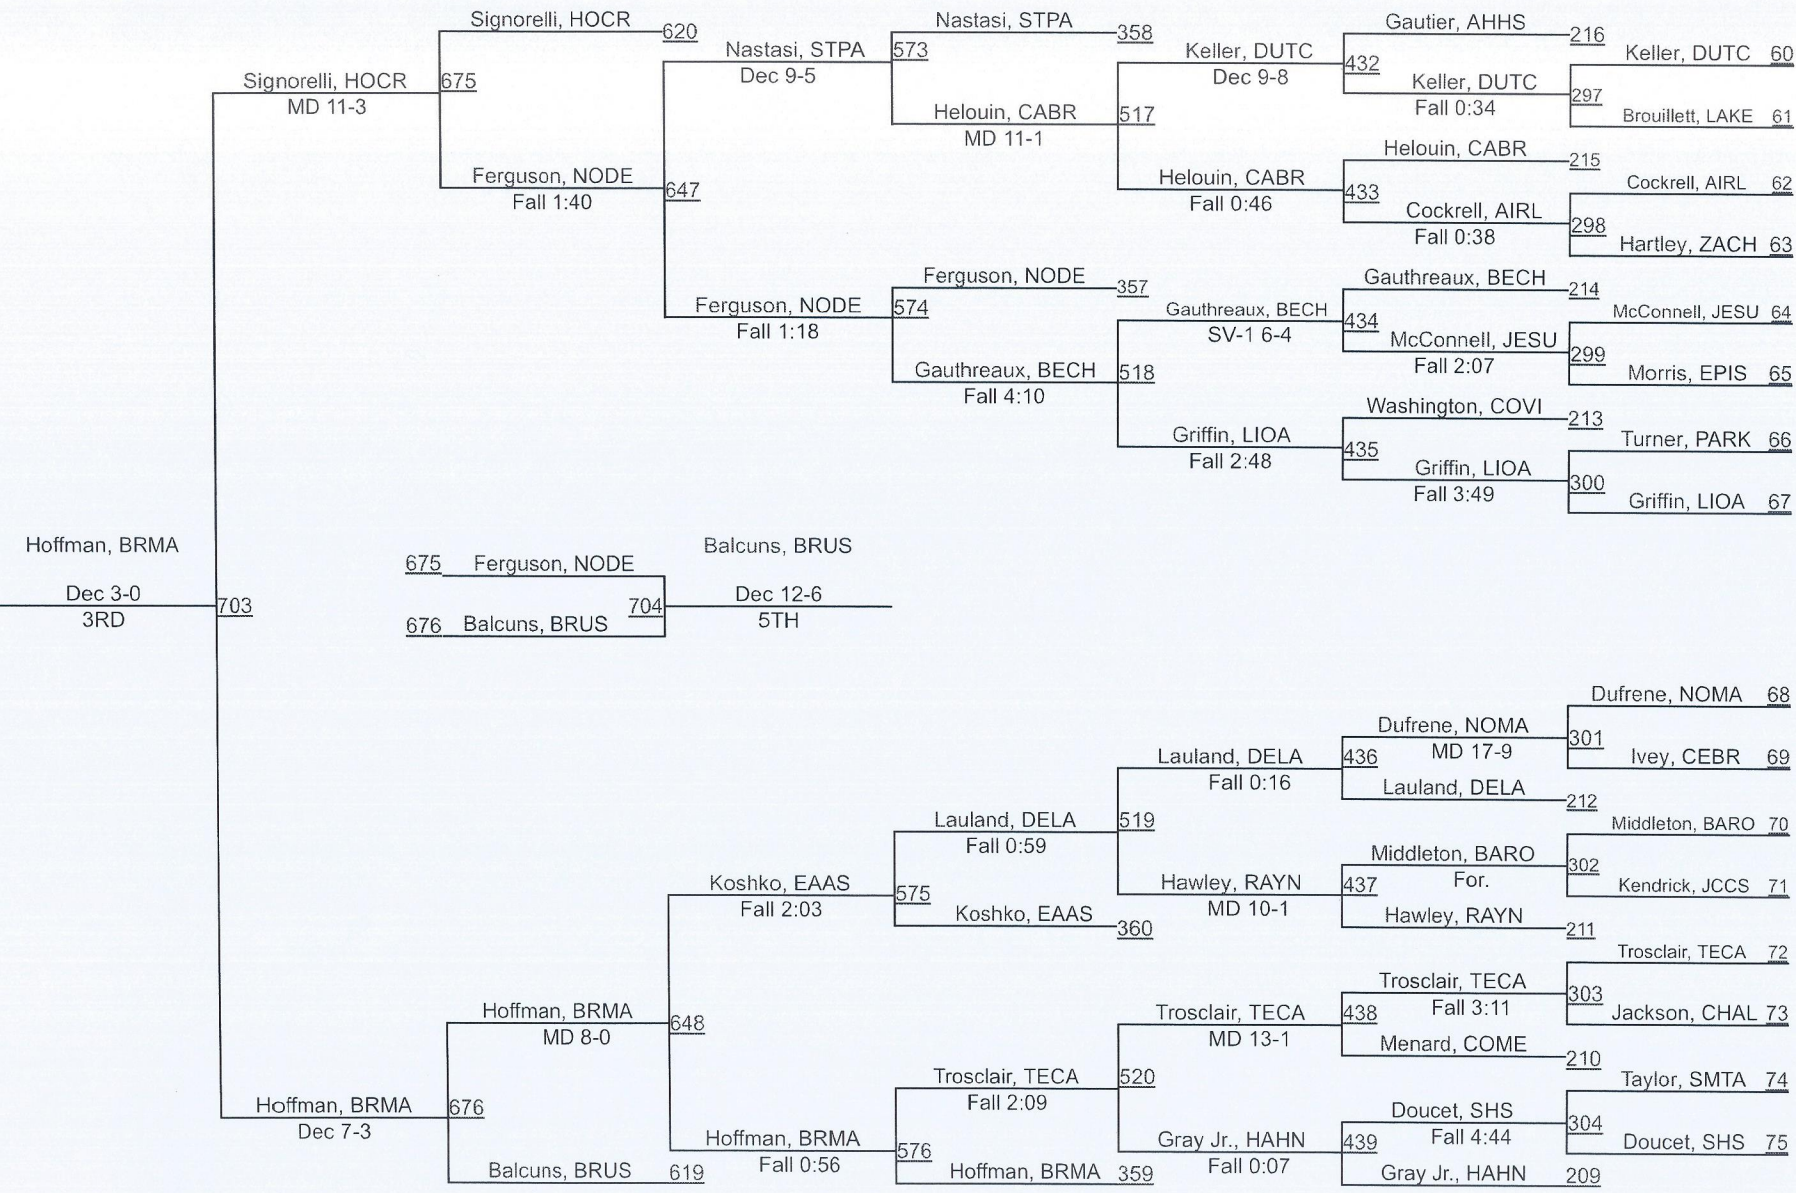 Signorelli, HOCR
620
Nastasi, STPA
358
Gautier, AHHS
216
Keller, DUTC 60
Nastasi, STPA
573
Dec 9-5
Keller, DUTC
Dec 9-8
432
Keller, DUTC
Fall 0:34
297
Brouillett, LAKE 61
Signorelli, HOCR
675
MD 11-3
Helouin, CABR
517
MD 11-1
Helouin, CABR
215
Cockrell, AIRL 62
Ferguson, NODE
647
Fall 1:40
Helouin, CABR
433
Fall 0:46
Cockrell, AIRL
298
Fall 0:38
Hartley, ZACH 63
Ferguson, NODE
357
Gauthreaux, BECH
214
McConnell, JESU 64
Ferguson, NODE
574
Fall 1:18
Gauthreaux, BECH
434
SV-1 6-4
McConnell, JESU
299
Fall 2:07
Morris, EPIS 65
Gauthreaux, BECH
518
Fall 4:10
Washington, COVI
213
Turner, PARK 66
Griffin, LIOA
435
Fall 2:48
Griffin, LIOA
300
Fall 3:49
Griffin, LIOA 67
Hoffman, BRMA
Dec 3-0
703
3RD
675 Ferguson, NODE
Balcuns, BRUS
704
Dec 12-6
676 Balcuns, BRUS
5TH
Dufrene, NOMA 68
Dufrene, NOMA
301
MD 17-9
Ivey, CEBR 69
Lauland, DELA
436
Fall 0:16
Lauland, DELA
212
Lauland, DELA
519
Fall 0:59
Middleton, BARO 70
Middleton, BARO
302
For.
Kendrick, JCCS 71
Koshko, EAAS
575
Fall 2:03
Hawley, RAYN
437
MD 10-1
Koshko, EAAS
360
Hawley, RAYN
211
Trosclair, TECA 72
Trosclair, TECA
303
Fall 3:11
Jackson, CHAL 73
Hoffman, BRMA
648
MD 8-0
Trosclair, TECA
438
MD 13-1
Menard, COME
210
Trosclair, TECA
520
Fall 2:09
Taylor, SMTA 74
Hoffman, BRMA
676
Dec 7-3
Doucet, SHS
304
Fall 4:44
Doucet, SHS 75
Hoffman, BRMA
576
Fall 0:56
Gray Jr., HAHN
439
Fall 0:07
Balcuns, BRUS
619
Hoffman, BRMA
359
Gray Jr., HAHN
209